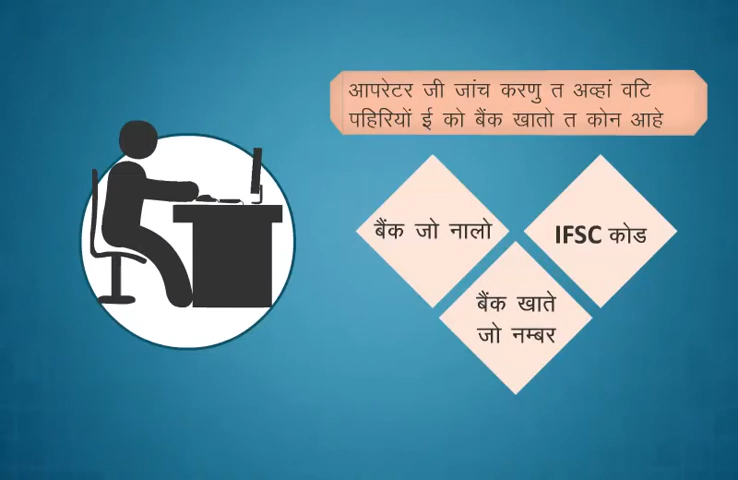 आपरेटर जी जांच करणु त अव्हां वटि
पहिरियों ई को बैंक खातो त कोन आहे
बैंक जो नालो
IFSC कोड
बैंक खाते
जो नम्बर